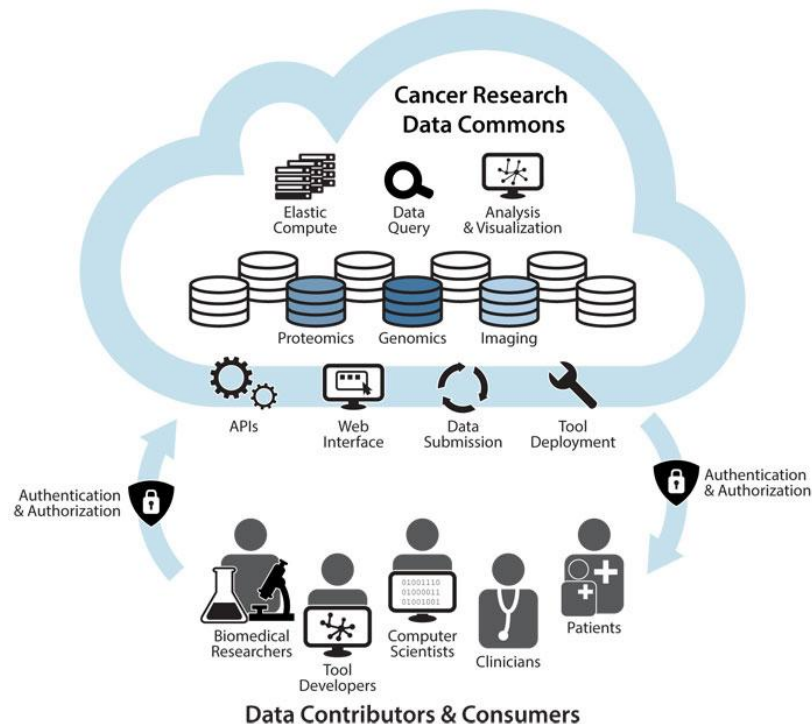 Cancer Research
Data Commons
Elastic
Compute
Data
Query
Analysis
& Visualization
Proteomics
Genomics
Imaging
APIs
Web
Interface
Data
Submission
Tool
Deployment
Authentication
& Authorization
Authentication
& Authorization
01001110
01000011
01001001
Biomedical
Researchers
Tool
Developers
Computer
Scientists
Clinicians
Patients
Data Contributors & Consumers